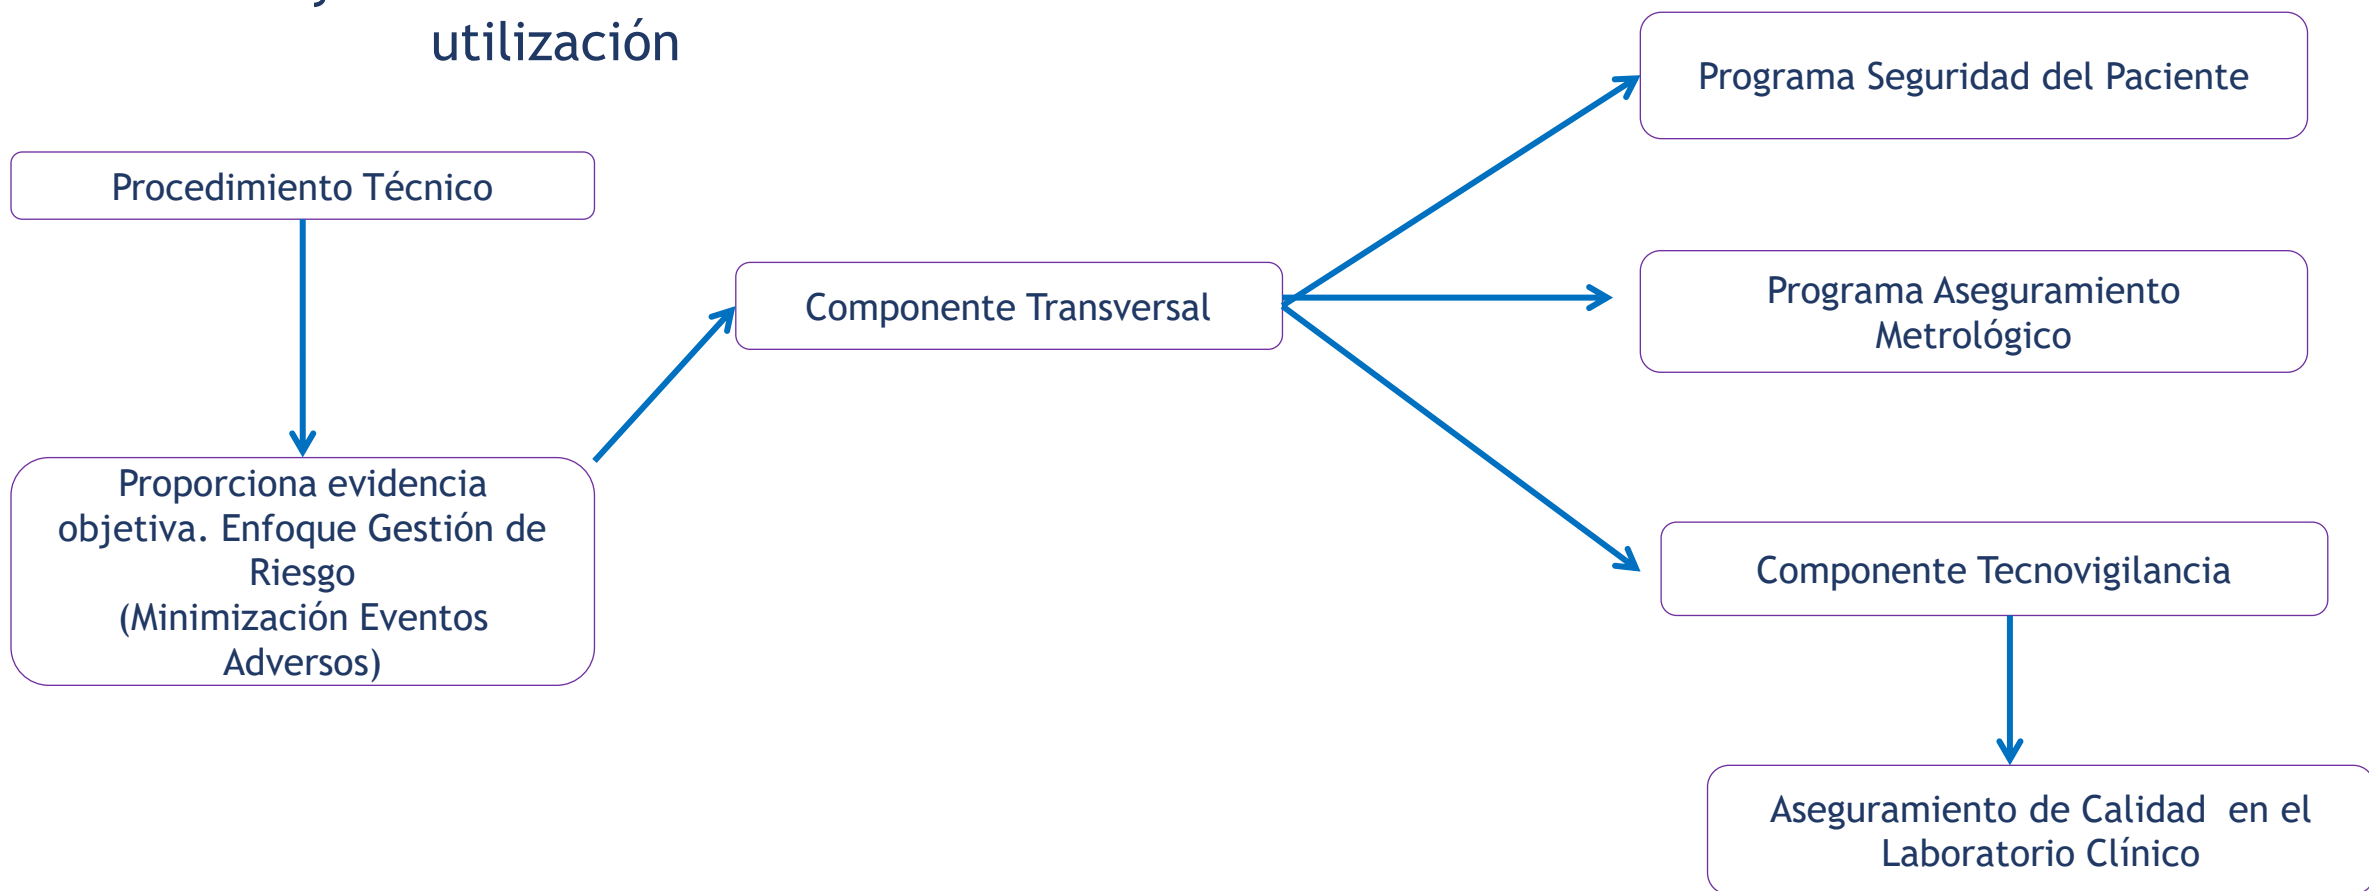 utilización
Procedimiento Técnico
Proporciona evidencia
objetiva. Enfoque Gestión de
Riesgo
(Minimización Eventos
Adversos)
Componente Transversal
Programa Seguridad del Paciente
Programa Aseguramiento
Metrológico
Componente Tecnovigilancia
Aseguramiento de Calidad  en el
Laboratorio Clínico